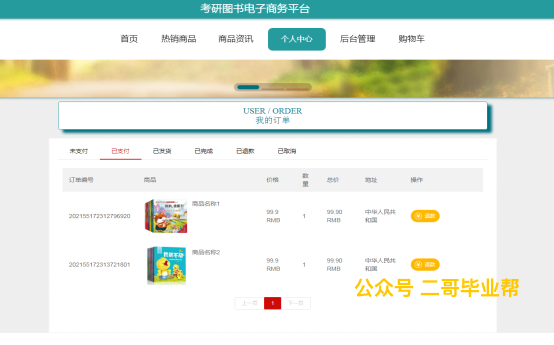 考研图书电子商务平台
首页 热销商品 商品资讯 个人中心 后台管理 购物车
USER / ORDER
我的订单
未支付 已支付 已发货 已完成 已退款 已取消
订单编号 商品 价格 数量 总价 地址 操作
202155172312796920 商品名称1 99.9 RMB 1 99.90 RMB 中华人民共和国 退款
202155172313721801 商品名称2 99.9 RMB 1 99.90 RMB 中华人民共和国 退款
公众号 二哥毕业帮
上一页 1 下一页